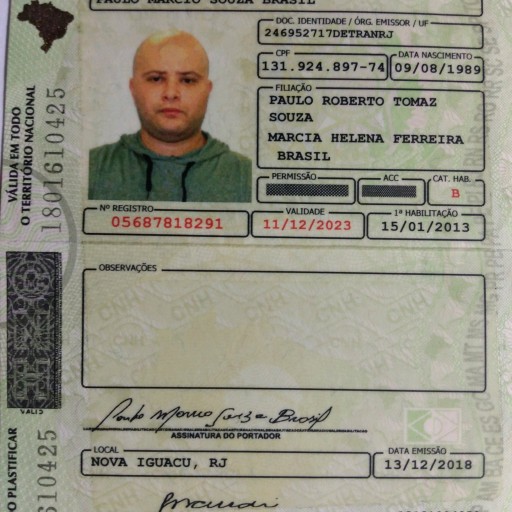 PAULO MARCIO SOUZA BRASIL
DOC. IDENTIDADE / ÓRG. EMISSOR / UF
246952717DETRANRJ
CPF
131.924.897-74
DATA NASCIMENTO
09/08/1989
FILIAÇÃO
PAULO ROBERTO TOMAZ
SOUZA
MARCIA HELENA FERREIRA
BRASIL
PERMISSÃO
ACC
CAT. HAB.
B
Nº REGISTRO
05687818291
VALIDADE
11/12/2023
1ª HABILITAÇÃO
15/01/2013
VÁLIDA EM TODO
O TERRITÓRIO NACIONAL
1801610425
OBSERVAÇÕES
Paulo Marcio Souza Brasil
ASSINATURA DO PORTADOR
LOCAL
NOVA IGUACU, RJ
DATA EMISSÃO
13/12/2018
O PLASTIFICAR
610425